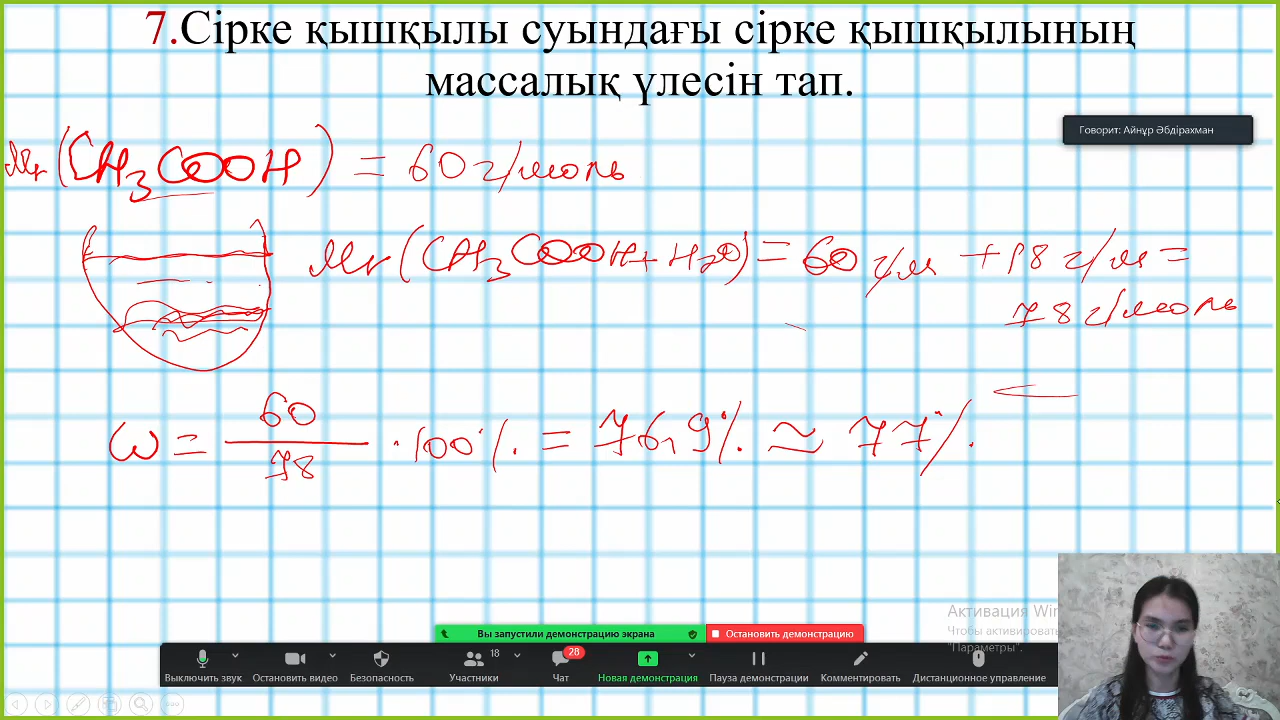 7.Сірке қышқылы суындағы сірке қышқылының
массалық үлесін тап.
Говорит: Айнұр Әбдірахман
Mr (CH3COOH) = 60 г/моль
Mr (CH3COOH + H2O) = 60 г/м + 18 г/м =
78 г/моль
ω = 60/78 · 100% = 76,9% ≈ 77%.
Активация Win
Чтобы активировать
"Параметры".
Вы запустили демонстрацию экрана
Остановить демонстрацию
18
28
Выключить звук
Остановить видео
Безопасность
Участники
Чат
Новая демонстрация
Пауза демонстрации
Комментировать
Дистанционное управление